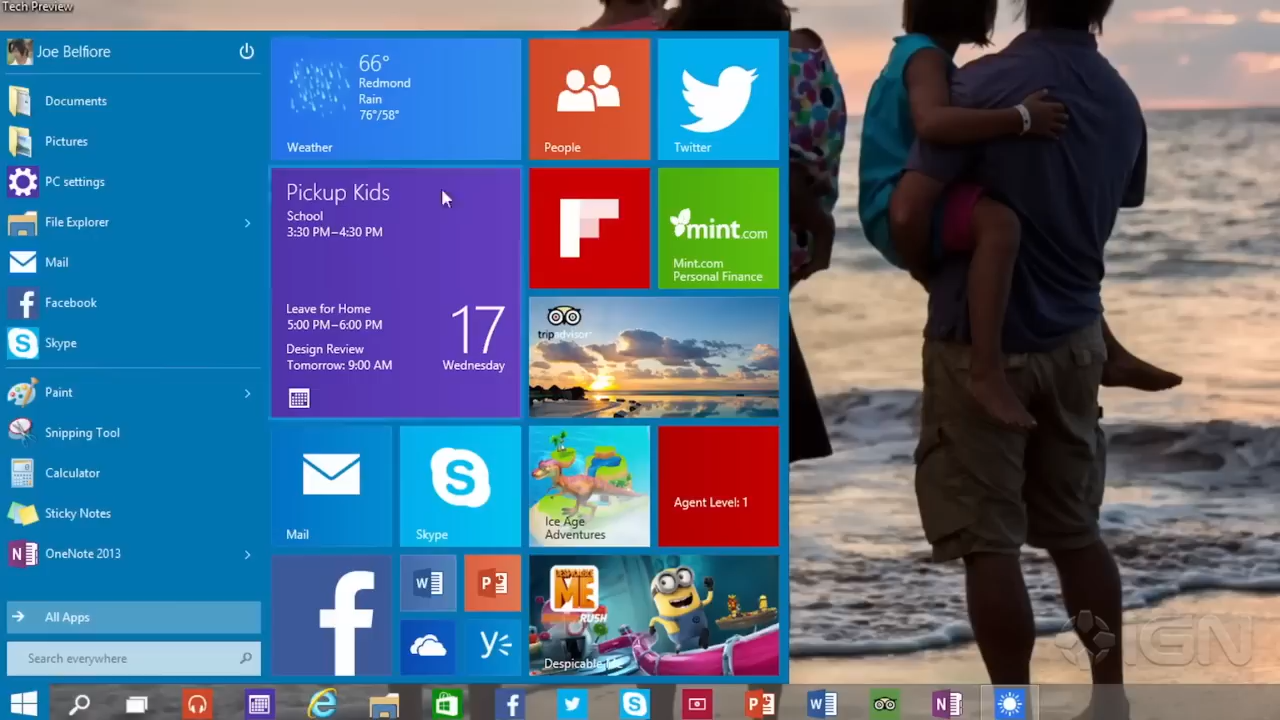 Tech Preview
Joe Belfiore
Documents
Pictures
PC settings
File Explorer
Mail
Facebook
Skype
Paint
Snipping Tool
Calculator
Sticky Notes
OneNote 2013
All Apps
Search everywhere
66°
Redmond
Rain
76°/58°
Weather
People
Twitter
Pickup Kids
School
3:30 PM–4:30 PM
Leave for Home
5:00 PM–6:00 PM
Design Review
Tomorrow: 9:00 AM
17
Wednesday
mint.com
Mint.com
Personal Finance
tripadvisor
Mail
Skype
Ice Age
Adventures
Agent Level: 1
DESPICABLE
ME
MINION RUSH
Despicable Me
IGN